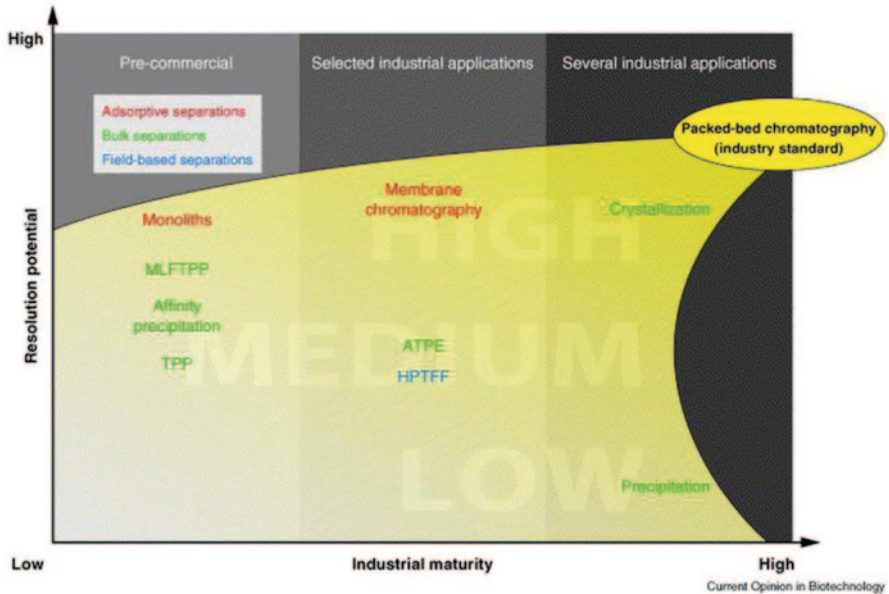 High
Pre-commercial
Selected industrial applications
Several industrial applications
Adsorptive separations
Bulk separations
Field-based separations
Packed-bed chromatography
(industry standard)
Membrane
chromatography
Crystallization
Monoliths
HIGH
MLFTPP
Affinity
precipitation
TPP
ATPE
HPTFF
MEDIUM
LOW
Precipitation
Resolution potential
Low
Industrial maturity
High
Current Opinion in Biotechnology